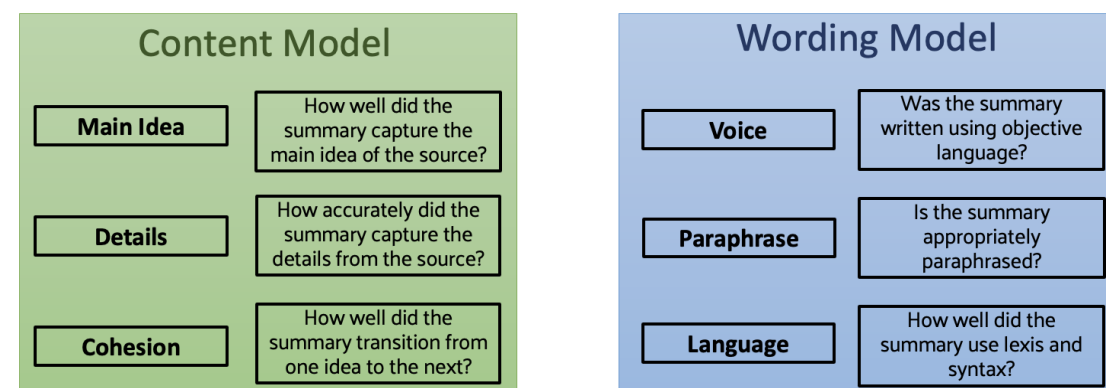 Content Model
Main Idea
How well did the
summary capture the
main idea of the source?
Details
How accurately did the
summary capture the
details from the source?
Cohesion
How well did the
summary transition from
one idea to the next?
Wording Model
Voice
Was the summary
written using objective
language?
Paraphrase
Is the summary
appropriately
paraphrased?
Language
How well did the
summary use lexis and
syntax?